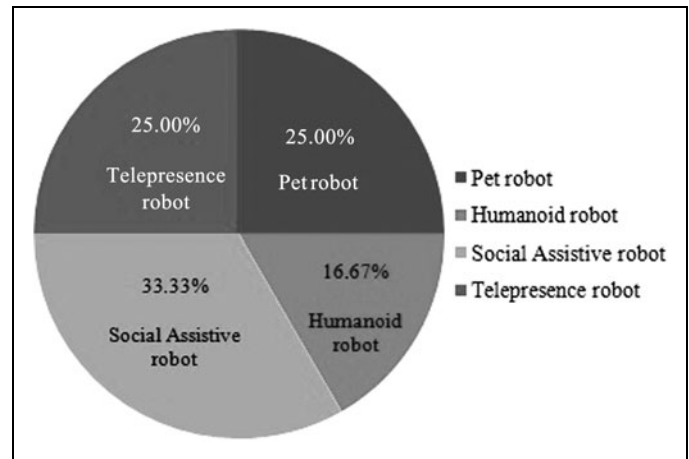 25.00%
Telepresence
robot
25.00%
Pet robot
33.33%
Social Assistive
robot
16.67%
Humanoid
robot
Pet robot
Humanoid robot
Social Assistive robot
Telepresence robot